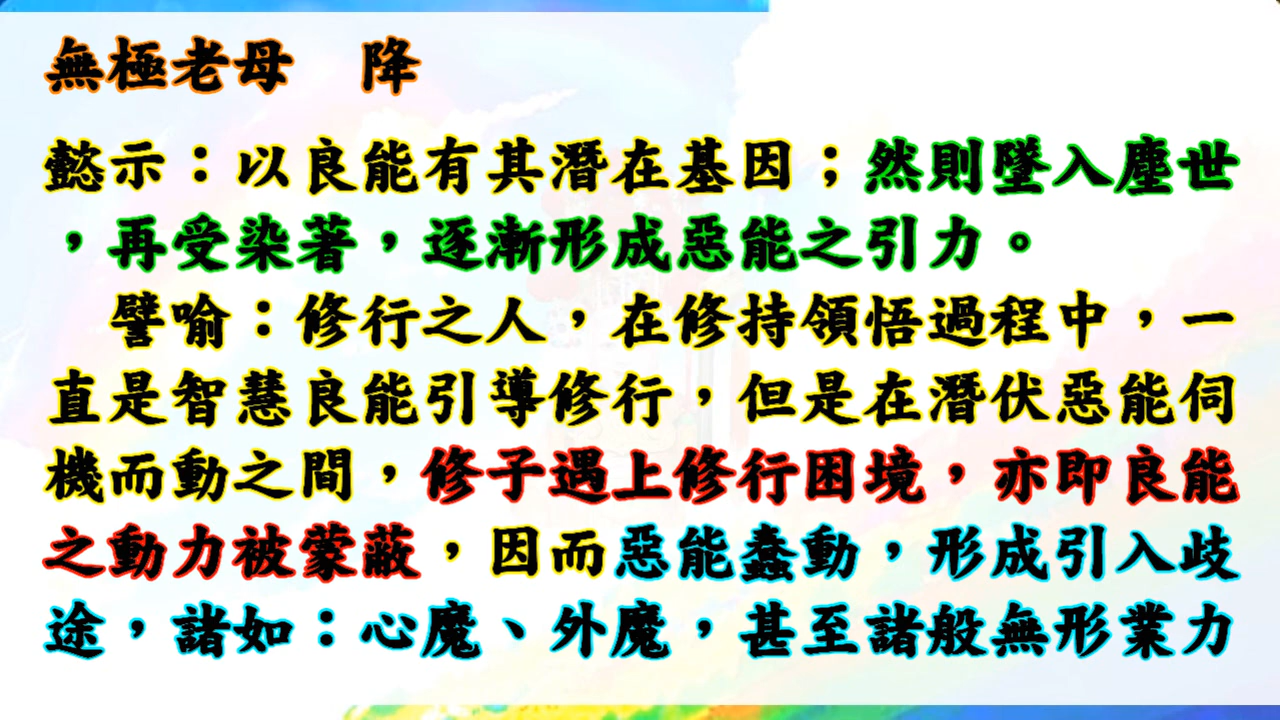 無極老母　降
懿示：以良能有其潛在基因；然則墜入塵世
，再受染著，逐漸形成惡能之引力。
　譬喻：修行之人，在修持領悟過程中，一
直是智慧良能引導修行，但是在潛伏惡能伺
機而動之間，修子遇上修行困境，亦即良能
之動力被蒙蔽，因而惡能蠢動，形成引入歧
途，諸如：心魔、外魔，甚至諸般無形業力